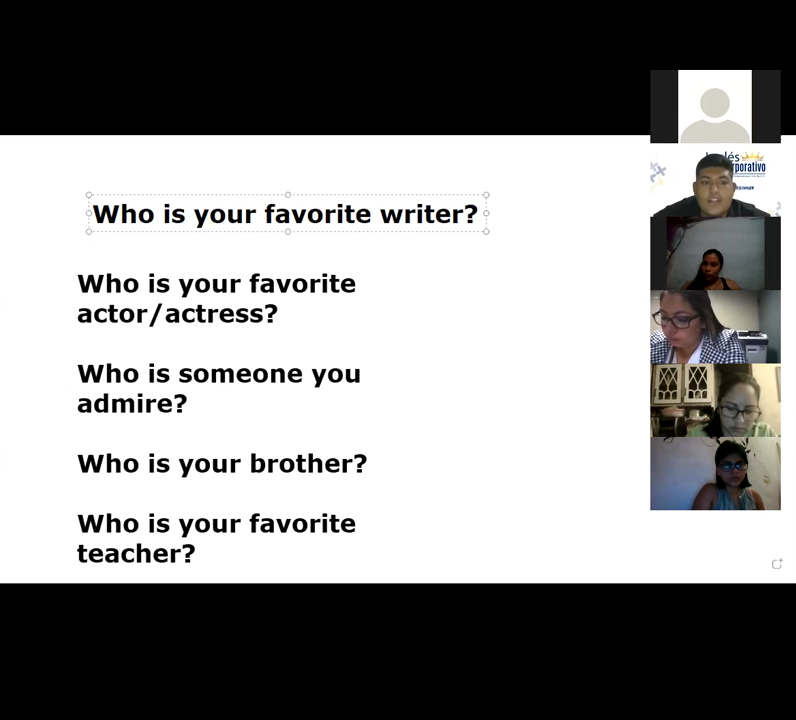 Who is your favorite writer?
Who is your favorite
actor/actress?
Who is someone you
admire?
Who is your brother?
Who is your favorite
teacher?